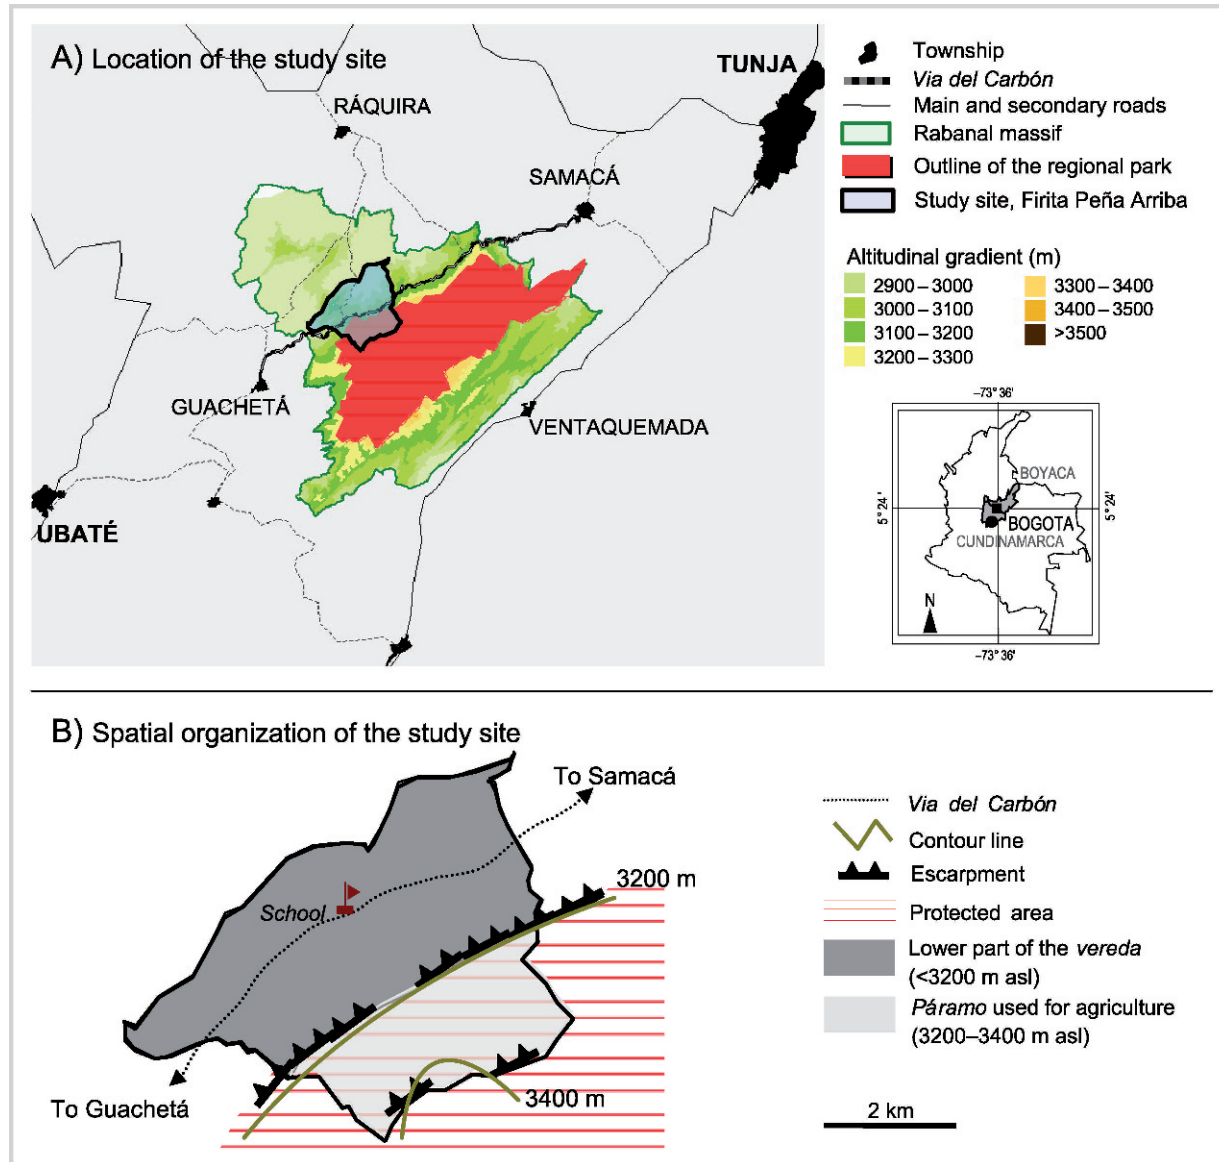 A) Location of the study site
TUNJA
RÁQUIRA
SAMACÁ
GUACHETÁ
VENTAQUEMADA
UBATÉ
Township
Via del Carbón
Main and secondary roads
Rabanal massif
Outline of the regional park
Study site, Firita Peña Arriba
Altitudinal gradient (m)
2900 – 3000
3000 – 3100
3100 – 3200
3200 – 3300
3300 – 3400
3400 – 3500
>3500
–73° 36'
BOYACA
5° 24'
5° 24'
BOGOTA
CUNDINAMARCA
N
–73° 36'
B) Spatial organization of the study site
To Samacá
3200 m
School
To Guachetá
3400 m
Via del Carbón
Contour line
Escarpment
Protected area
Lower part of the vereda
(<3200 m asl)
Páramo used for agriculture
(3200–3400 m asl)
2 km